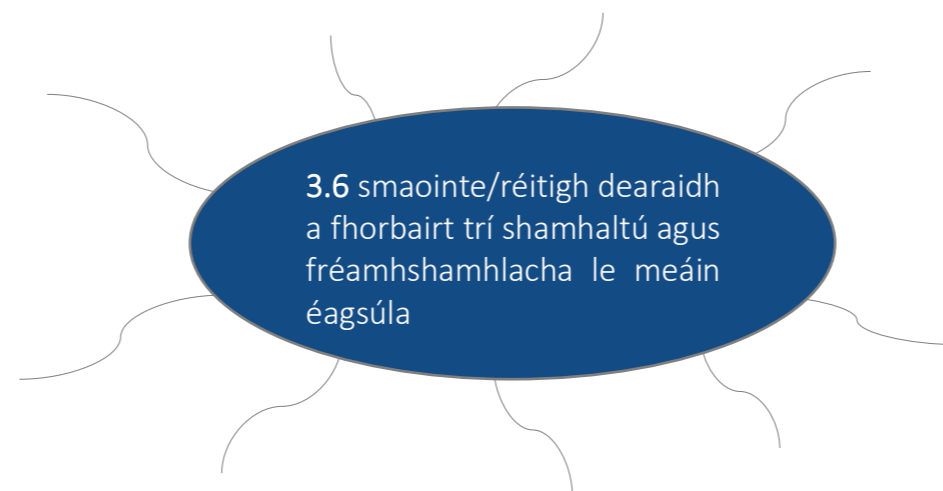 3.6 smaointe/réitigh dearaidh
a fhorbairt trí shamhaltú agus
fréamhshamhlacha le meáin
éagsúla